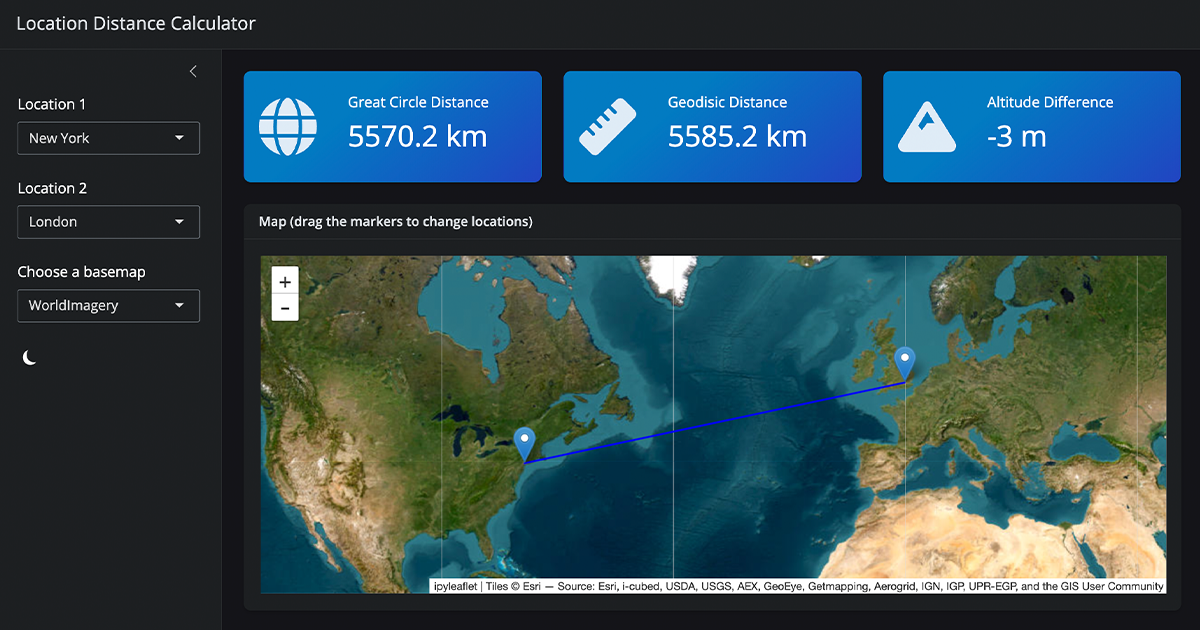 Location Distance Calculator
Location 1
New York
Location 2
London
Choose a basemap
WorldImagery
Great Circle Distance
5570.2 km
Geodisic Distance
5585.2 km
Altitude Difference
-3 m
Map (drag the markers to change locations)
+
-
ipyleaflet | Tiles © Esri — Source: Esri, i-cubed, USDA, USGS, AEX, GeoEye, Getmapping, Aerogrid, IGN, IGP, UPR-EGP, and the GIS User Community